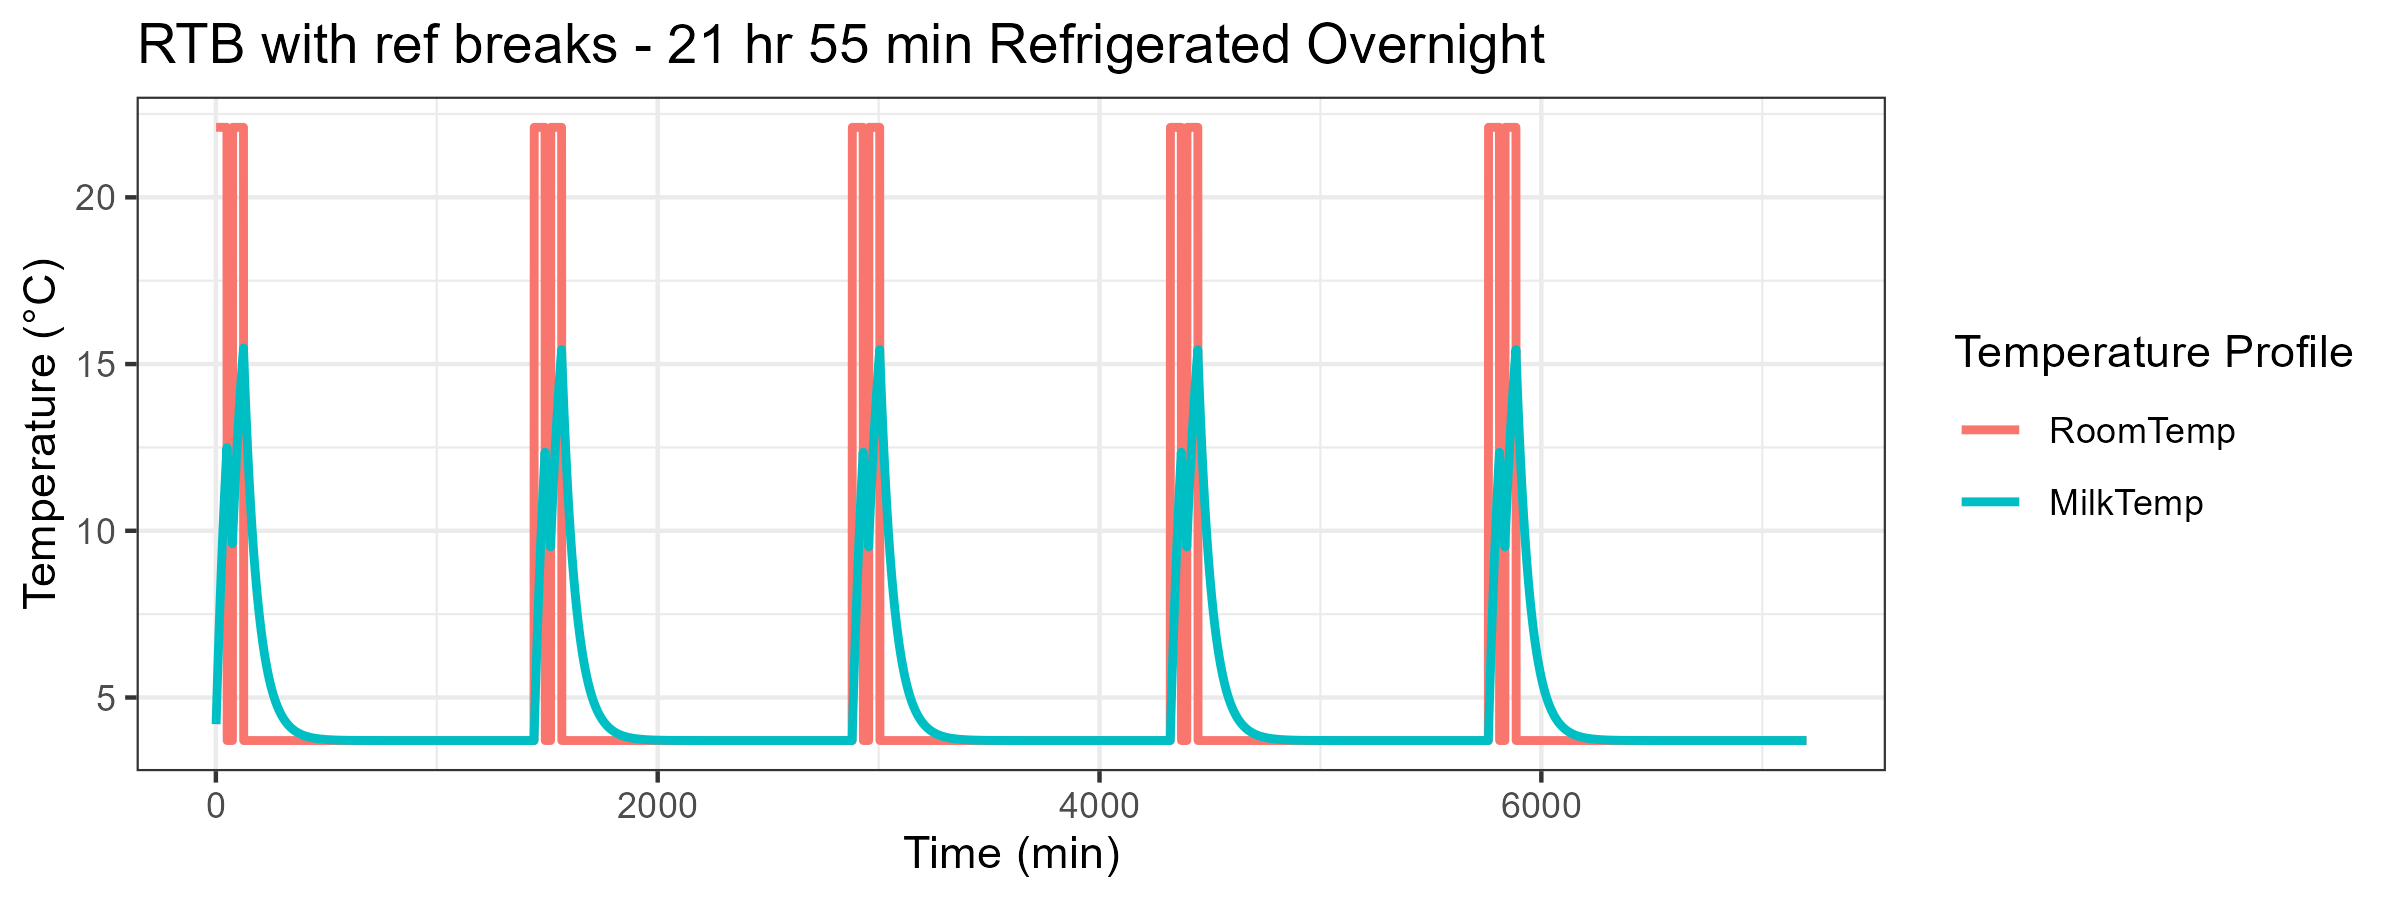 RTB with ref breaks - 21 hr 55 min Refrigerated Overnight
Temperature (°C)
20
15
10
5
0
2000
4000
6000
Time (min)
Temperature Profile
RoomTemp
MilkTemp